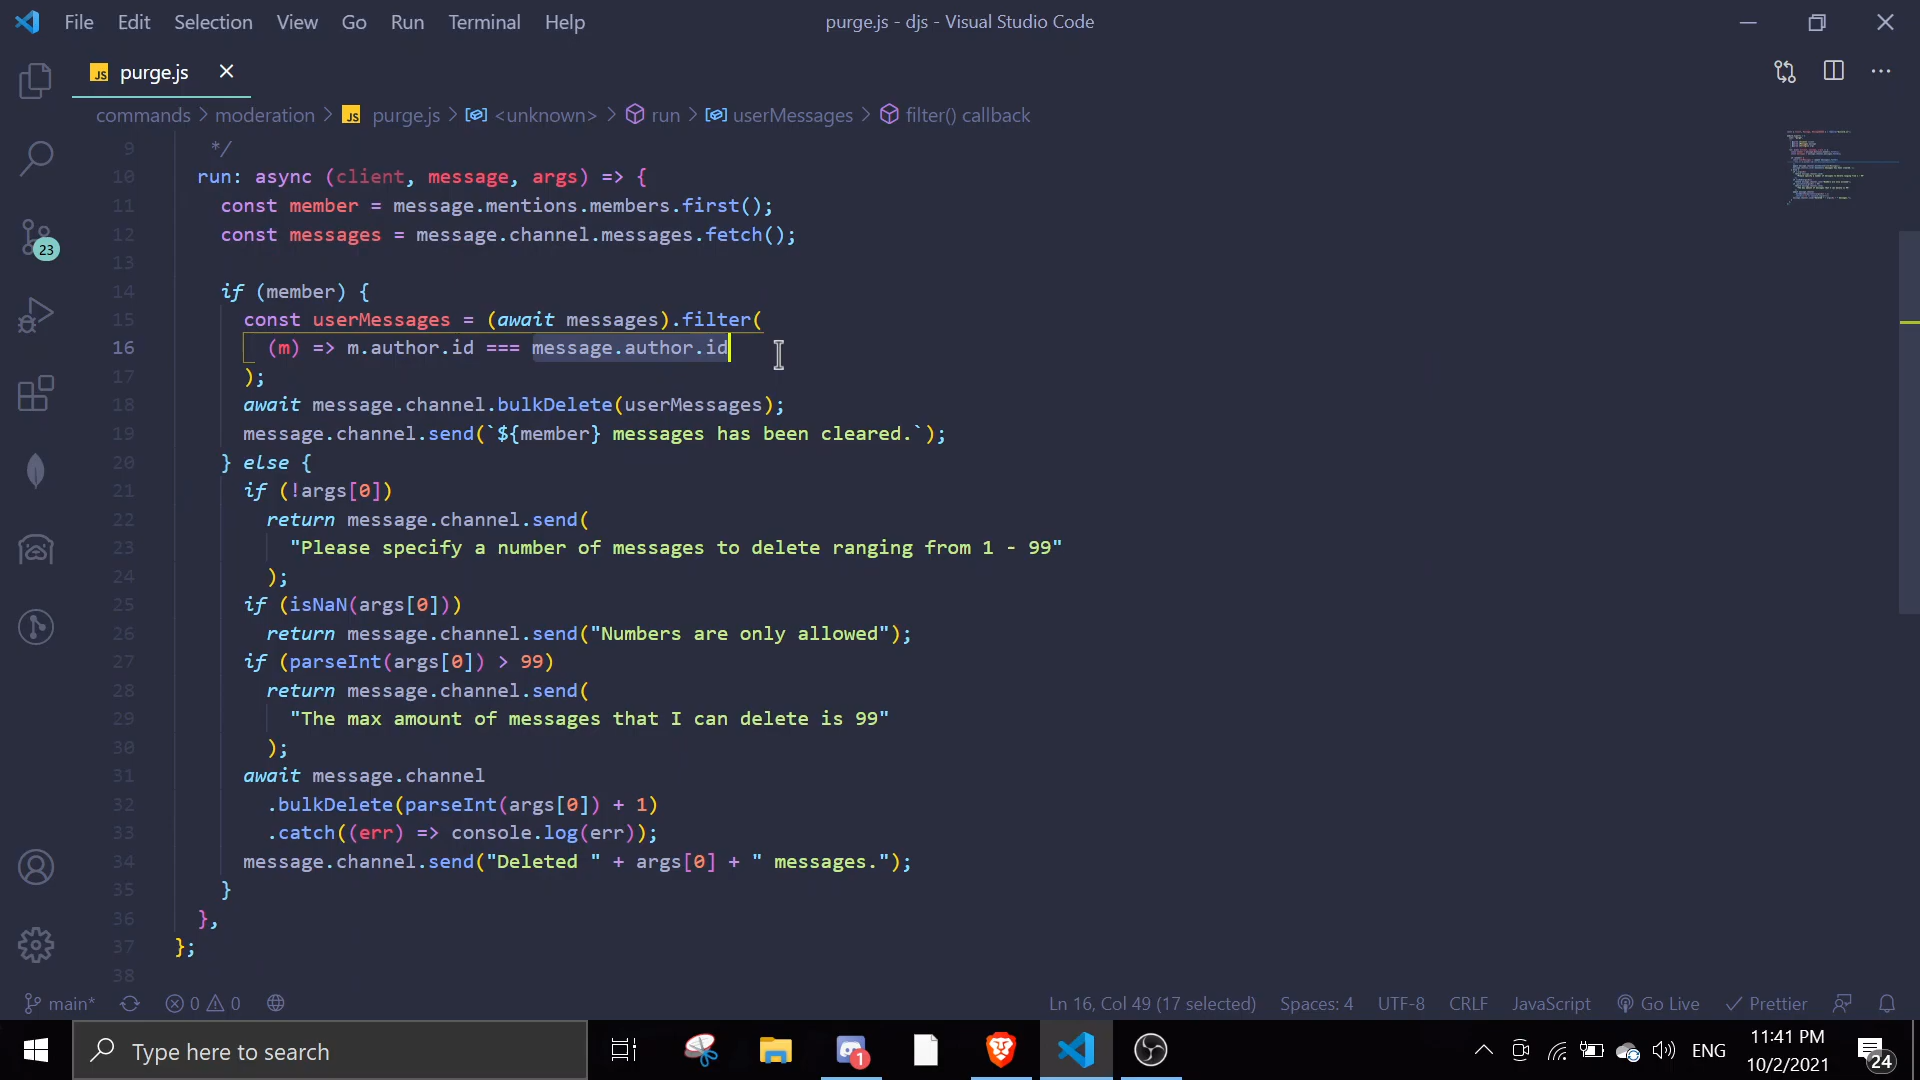 File Edit Selection View Go Run Terminal Help purge.js - djs - Visual Studio Code
JS purge.js
commands > moderation > JS purge.js > <unknown> > run > userMessages > filter() callback
9 */
10 run: async (client, message, args) => {
11 const member = message.mentions.members.first();
12 const messages = message.channel.messages.fetch();
13
14 if (member) {
15 const userMessages = (await messages).filter(
16 (m) => m.author.id === message.author.id
17 );
18 await message.channel.bulkDelete(userMessages);
19 message.channel.send(`${member} messages has been cleared.`);
20 } else {
21 if (!args[0])
22 return message.channel.send(
23 "Please specify a number of messages to delete ranging from 1 - 99"
24 );
25 if (isNaN(args[0]))
26 return message.channel.send("Numbers are only allowed");
27 if (parseInt(args[0]) > 99)
28 return message.channel.send(
29 "The max amount of messages that I can delete is 99"
30 );
31 await message.channel
32 .bulkDelete(parseInt(args[0]) + 1)
33 .catch((err) => console.log(err));
34 message.channel.send("Deleted " + args[0] + " messages.");
35 }
36 },
37 };
38
23
main* 0 0 Ln 16, Col 49 (17 selected) Spaces: 4 UTF-8 CRLF JavaScript Go Live Prettier
Type here to search 1 ENG 11:41 PM
10/2/2021 24